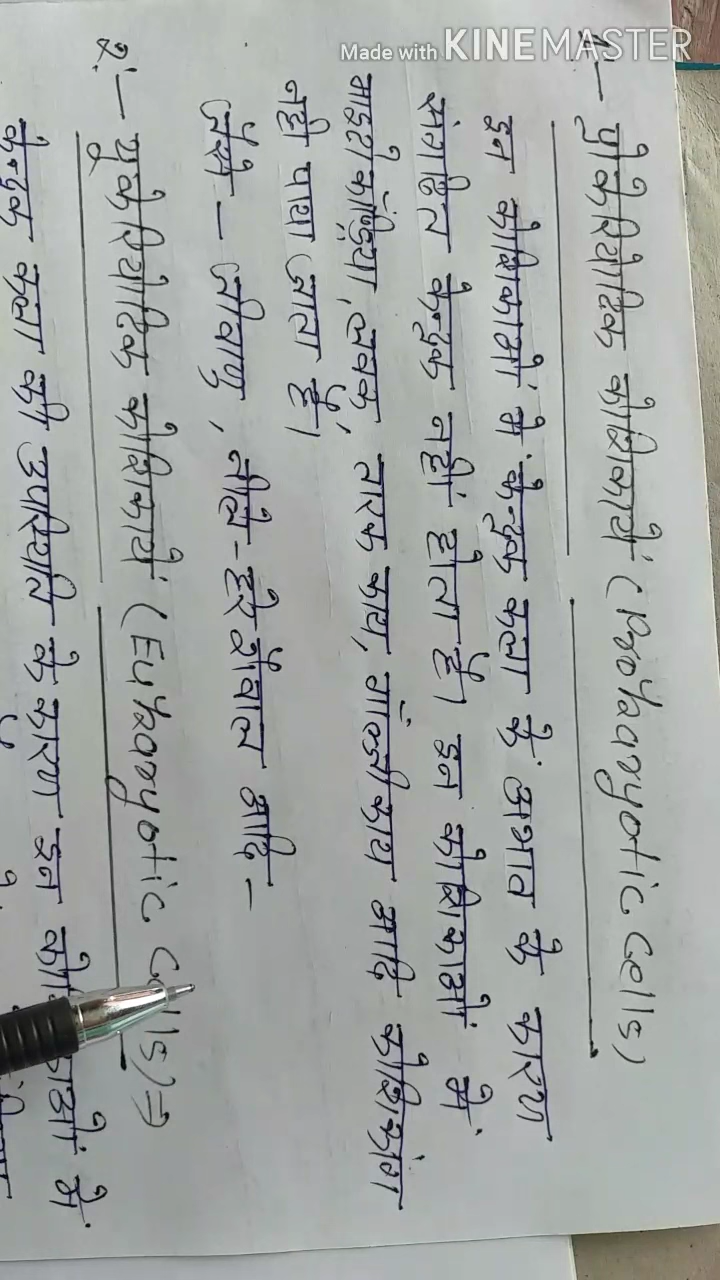 Made with KINEMASTER
1:- प्रोकैरियोटिक कोशिकायें (Prokaryotic Cells)
इन कोशिकाओं में केन्द्रक कला के अभाव के कारण
संगठित केन्द्रक नहीं होता है। इन कोशिकाओं में
माइटोकॉण्ड्रिया, लवक, तारक काय, गॉल्जीकाय आदि कोशिकांग
नही पाया जाता है।
जैसे - जीवाणु, नीले-हरे शैवाल आदि -
2:- यूकैरियोटिक कोशिकायें (Eukaryotic Cells) ⇒
केन्द्रक कला की उपस्थिति के कारण इन में